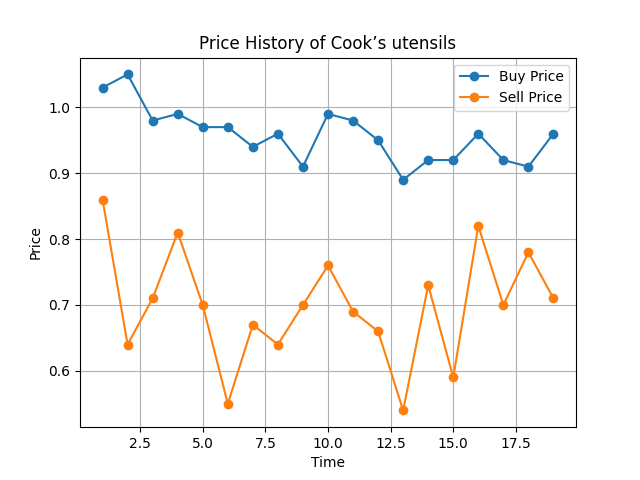 Price History of Cook’s utensils
Buy Price
Sell Price
1.0
0.9
0.8
0.7
0.6
Price
2.5 5.0 7.5 10.0 12.5 15.0 17.5
Time